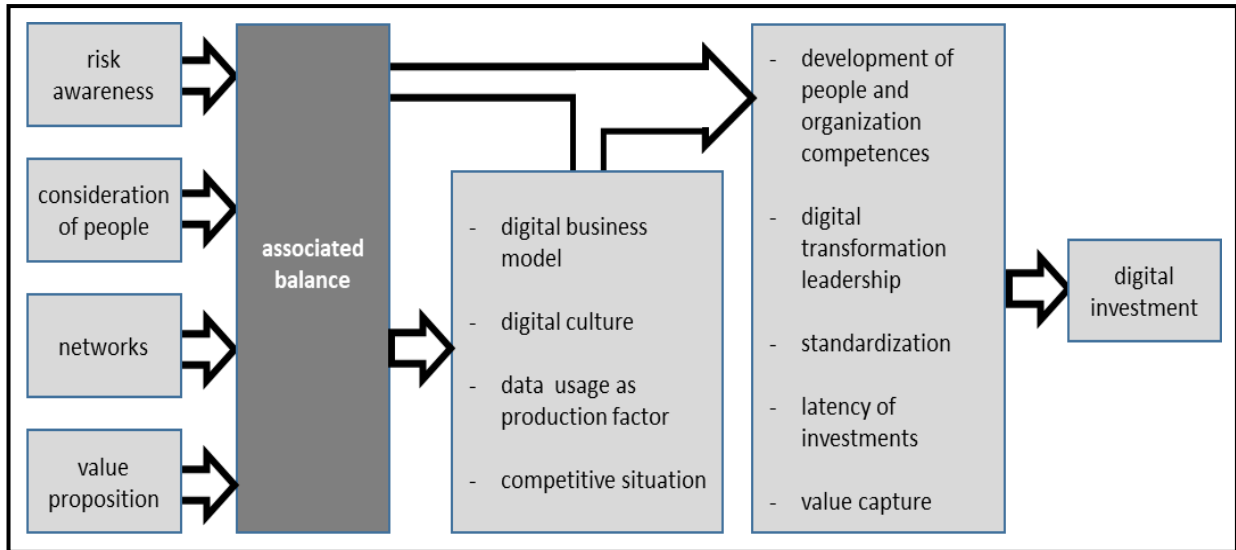 risk
awareness
consideration
of people
networks
value
proposition
associated
balance
- digital business
model
- digital culture
- data usage as
production factor
- competitive situation
- development of
people and
organization
competences
- digital
transformation
leadership
- standardization
- latency of
investments
- value capture
digital
investment